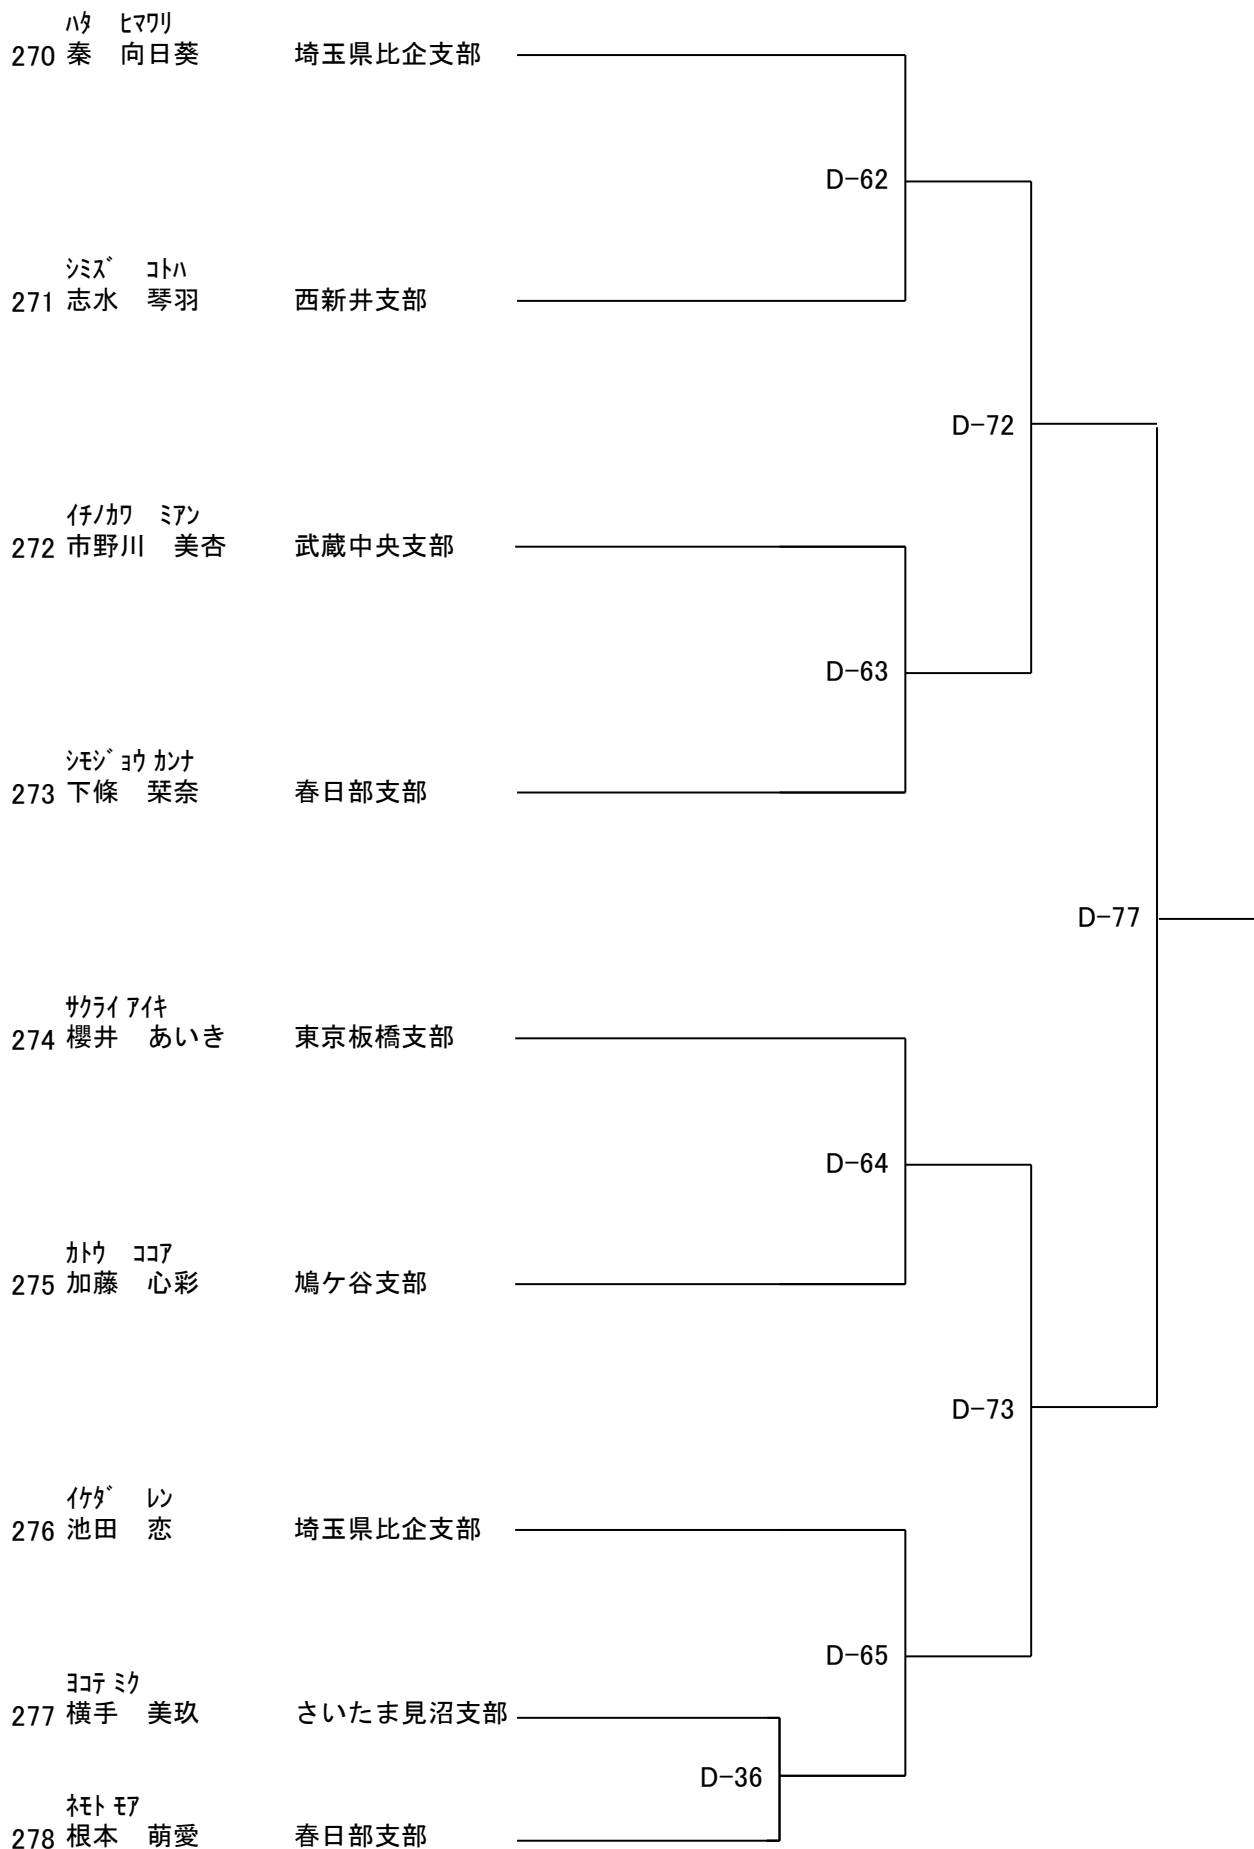 ﾊﾀ　ﾋﾏﾜﾘ
270 秦　向日葵 埼玉県比企支部
D−62
ｼﾐｽﾞ　ｺﾄﾊ
271 志水　琴羽 西新井支部
D−72
ｲﾁﾉｶﾜ　ﾐｱﾝ
272 市野川　美杏 武蔵中央支部
D−63
ｼﾓｼﾞｮｳ ｶﾝﾅ
273 下條　栞奈 春日部支部
D−77
ｻｸﾗｲ ｱｲｷ
274 櫻井　あいき 東京板橋支部
D−64
ｶﾄｳ　ｺｺｱ
275 加藤　心彩 鳩ケ谷支部
D−73
ｲｹﾀﾞ　ﾚﾝ
276 池田　恋 埼玉県比企支部
D−65
ﾖｺﾃ ﾐｸ
277 横手　美玖 さいたま見沼支部
D−36
ﾈﾓﾄ ﾓｱ
278 根本　萌愛 春日部支部